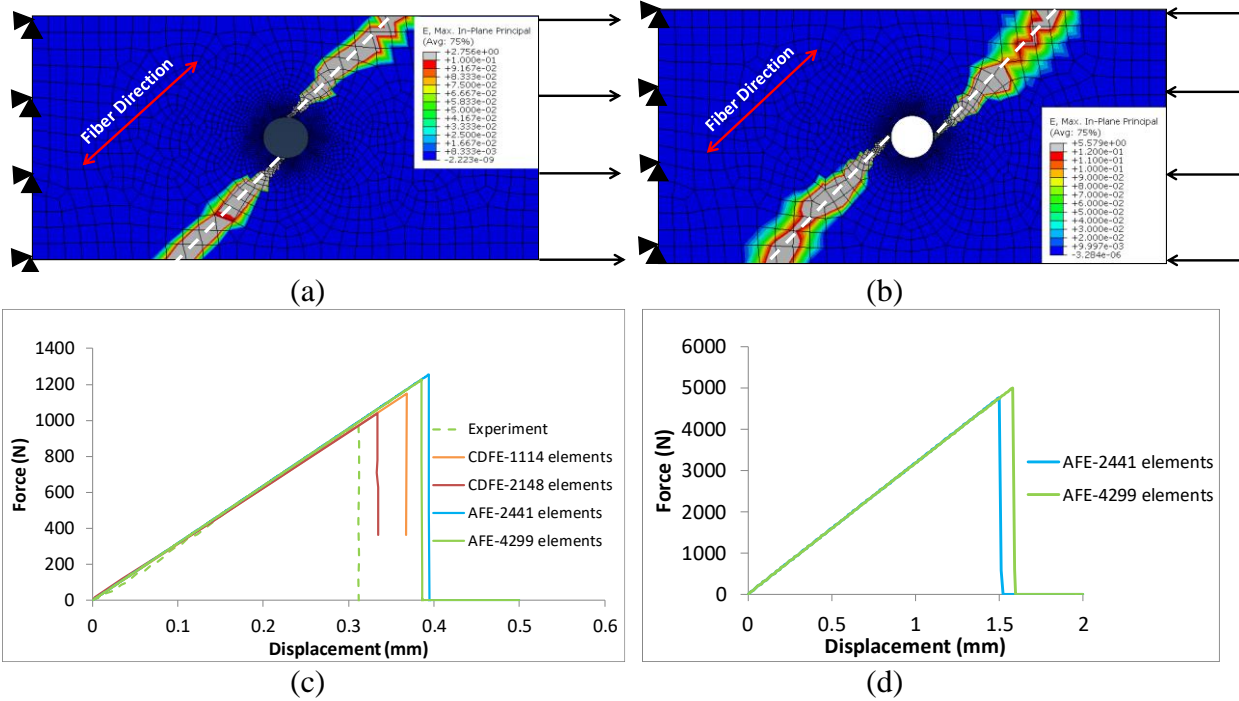 E, Max. In-Plane Principal
(Avg: 75%)
+2.756e+00
+1.000e-01
+9.167e-02
+8.333e-02
+7.500e-02
+6.667e-02
+5.833e-02
+5.000e-02
+4.167e-02
+3.333e-02
+2.500e-02
+1.667e-02
+8.333e-03
-2.223e-09
Fiber Direction
(a)
Fiber Direction
E, Max. In-Plane Principal
(Avg: 75%)
+5.579e+00
+1.200e-01
+1.100e-01
+1.000e-01
+9.000e-02
+8.000e-02
+7.000e-02
+6.000e-02
+5.000e-02
+4.000e-02
+3.000e-02
+2.000e-02
+9.997e-03
-3.284e-06
(b)
1400
1200
1000
800
600
400
200
0
Force (N)
Experiment
CDFE-1114 elements
CDFE-2148 elements
AFE-2441 elements
AFE-4299 elements
0 0.1 0.2 0.3 0.4 0.5 0.6
Displacement (mm)
(c)
6000
5000
4000
3000
2000
1000
0
Force (N)
AFE-2441 elements
AFE-4299 elements
0 0.5 1 1.5 2
Displacement (mm)
(d)